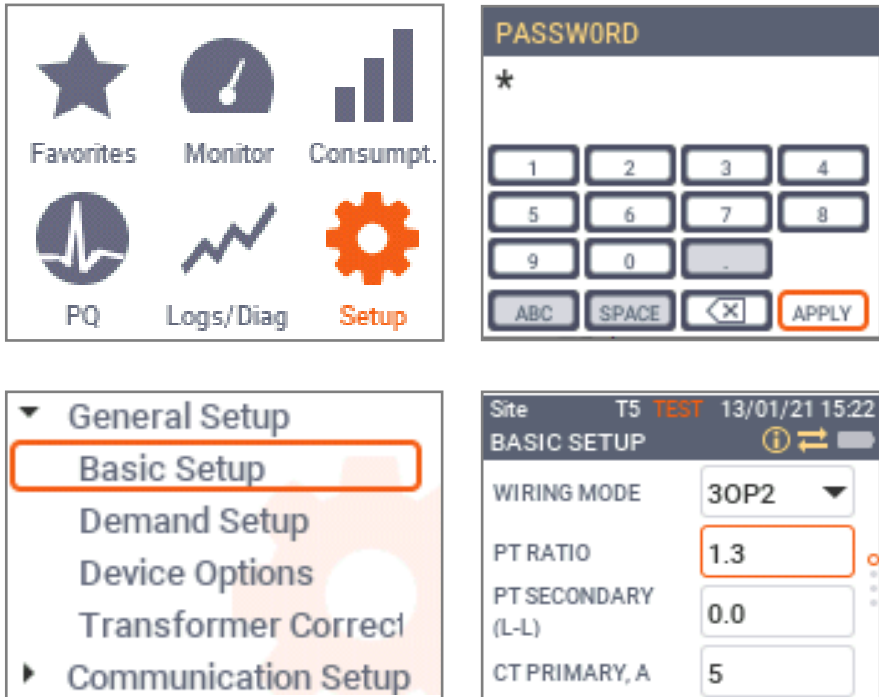 Favorites Monitor Consumpt.
PQ Logs/Diag Setup
PASSWORD
*
1 2 3 4
5 6 7 8
9 0 .
ABC SPACE APPLY
General Setup
Basic Setup
Demand Setup
Device Options
Transformer Correct
Communication Setup
Site T5 TEST 13/01/21 15:22
BASIC SETUP
WIRING MODE 3OP2
PT RATIO 1.3
PT SECONDARY
(L-L) 0.0
CT PRIMARY, A 5